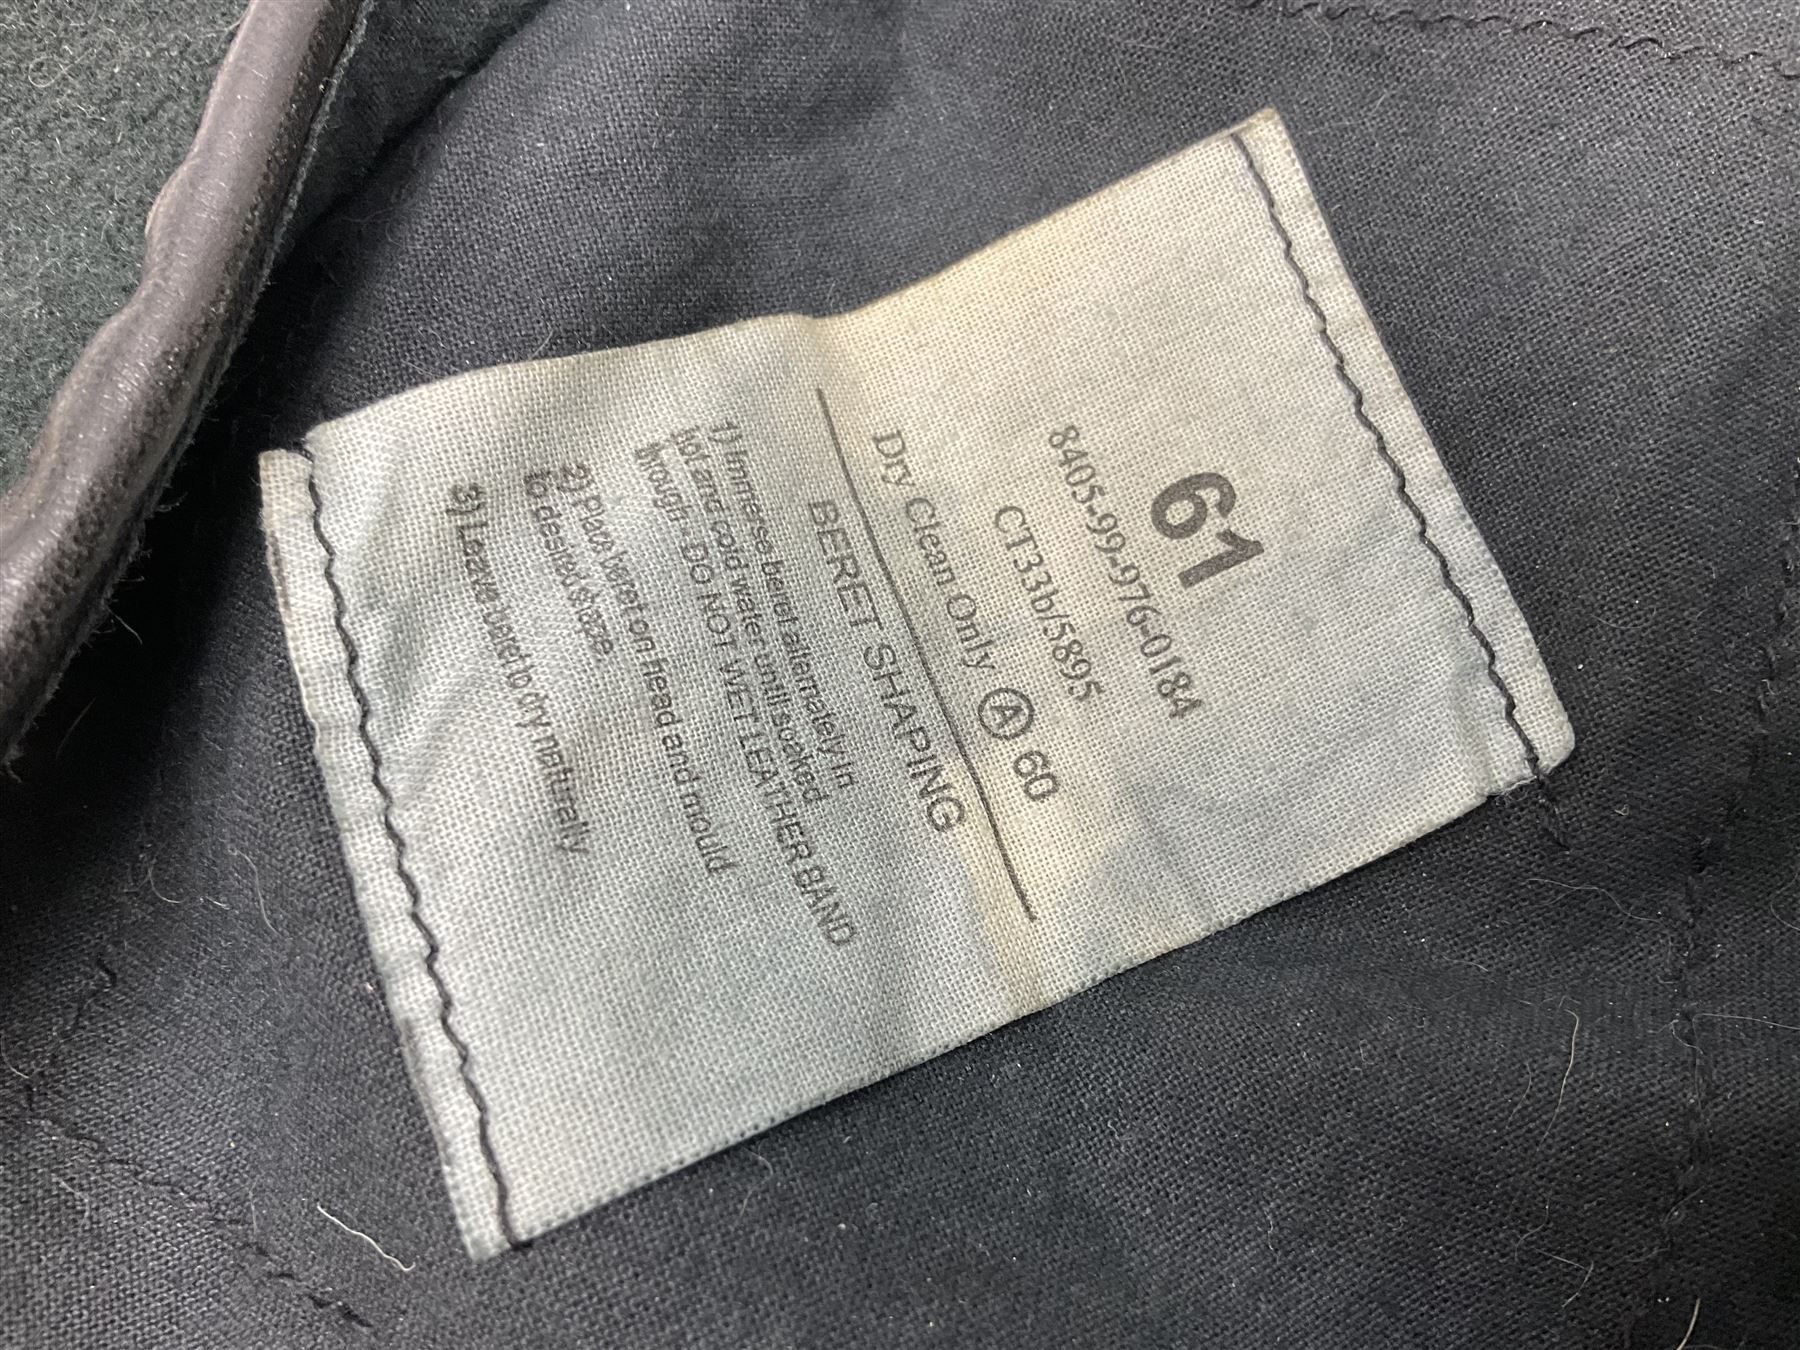 61
8405-99-976-0184
CT33b/5895
Dry Clean Only Ⓐ 60
BERET SHAPING
1) Immerse beret alternately in
hot and cold water until soaked
through - DO NOT WET LEATHER BAND
2) Place beret on head and mould
to desired shape.
3) Leave beret to dry naturally